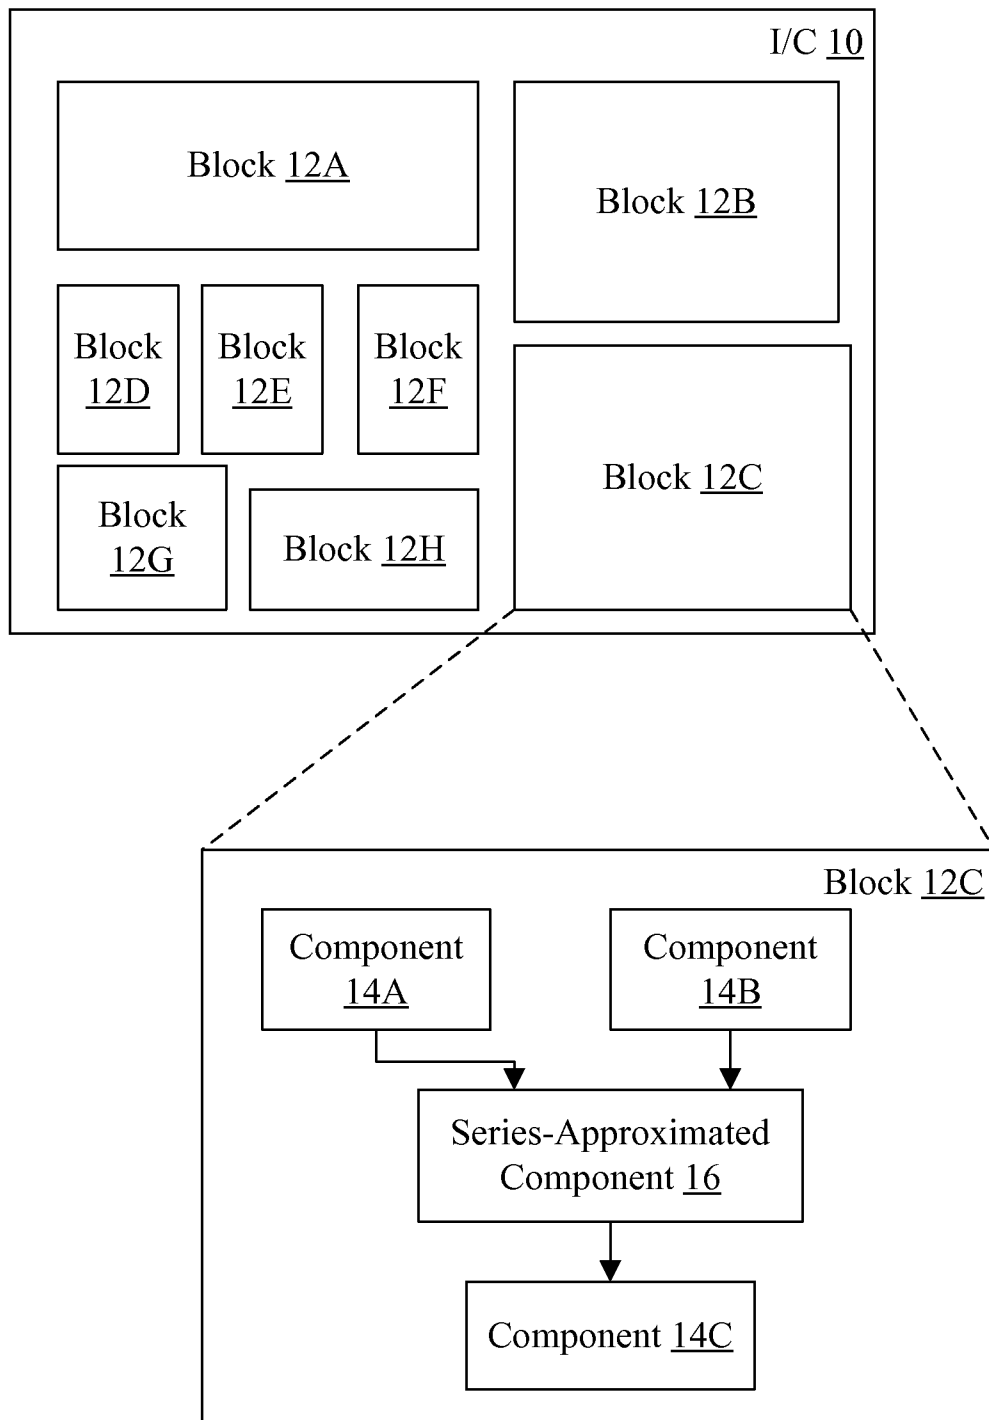 I/C 10
Block 12A
Block 12B
Block
12D
Block
12E
Block
12F
Block 12C
Block
12G
Block 12H
Block 12C
Component
14A
Component
14B
Series-Approximated
Component 16
Component 14C